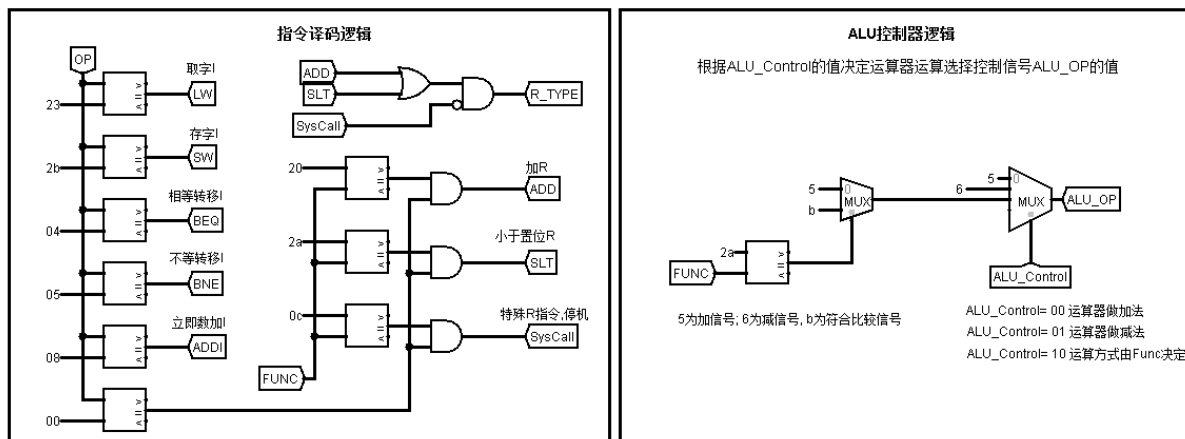 指令译码逻辑
OP
取字I
LW
23
存字I
SW
2b
相等转移I
BEQ
04
不等转移I
BNE
05
立即数加I
ADDI
08
00
ADD
SLT
SysCall
R_TYPE
20
加R
ADD
2a
小于置位R
SLT
0c
特殊R指令,停机
SysCall
FUNC
ALU控制器逻辑
根据ALU_Control的值决定运算器运算选择控制信号ALU_OP的值
5
0
MUX
b
2a
FUNC
5
0
6
MUX
ALU_OP
ALU_Control
5为加信号; 6为减信号, b为符合比较信号
ALU_Control= 00 运算器做加法
ALU_Control= 01 运算器做减法
ALU_Control= 10 运算方式由Func决定